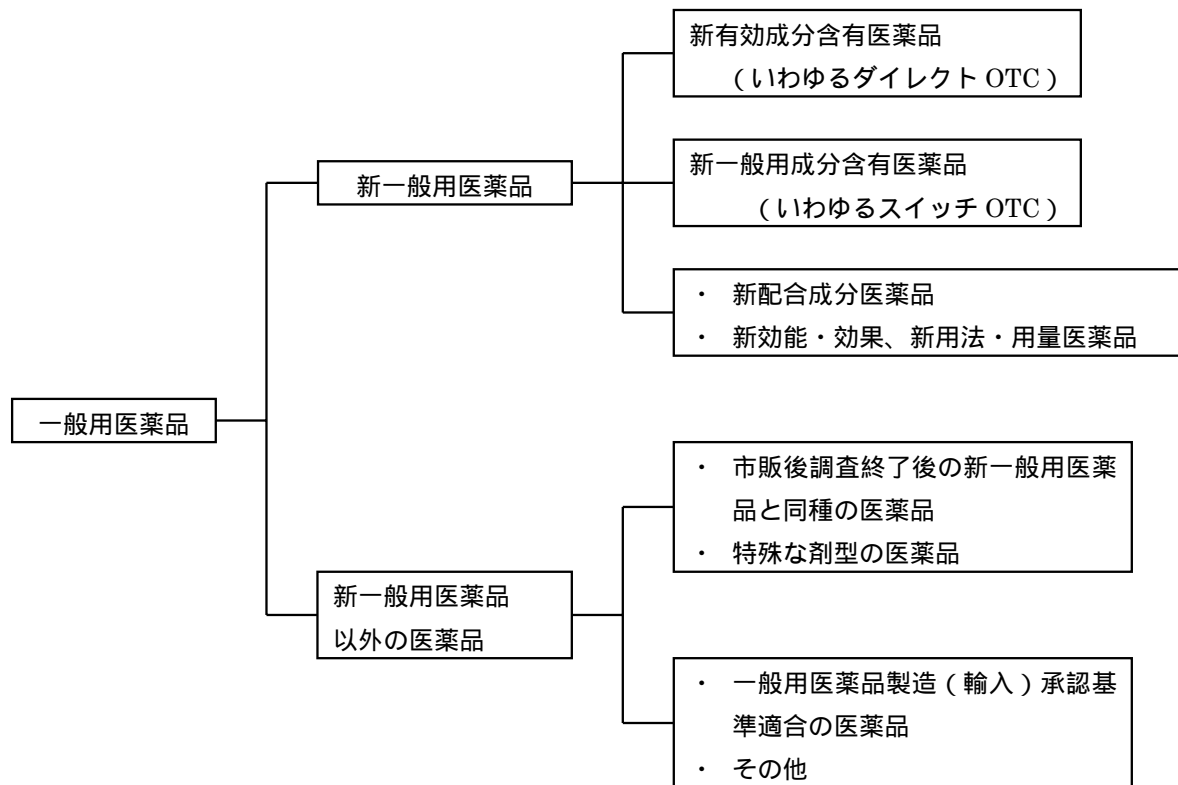 新有効成分含有医薬品
(いわゆるダイレクト OTC)
新一般用医薬品
新一般用成分含有医薬品
(いわゆるスイッチ OTC)
・ 新配合成分医薬品
・ 新効能・効果、新用法・用量医薬品
一般用医薬品
・ 市販後調査終了後の新一般用医薬
品と同種の医薬品
・ 特殊な剤型の医薬品
新一般用医薬品
以外の医薬品
・ 一般用医薬品製造(輸入)承認基
準適合の医薬品
・ その他